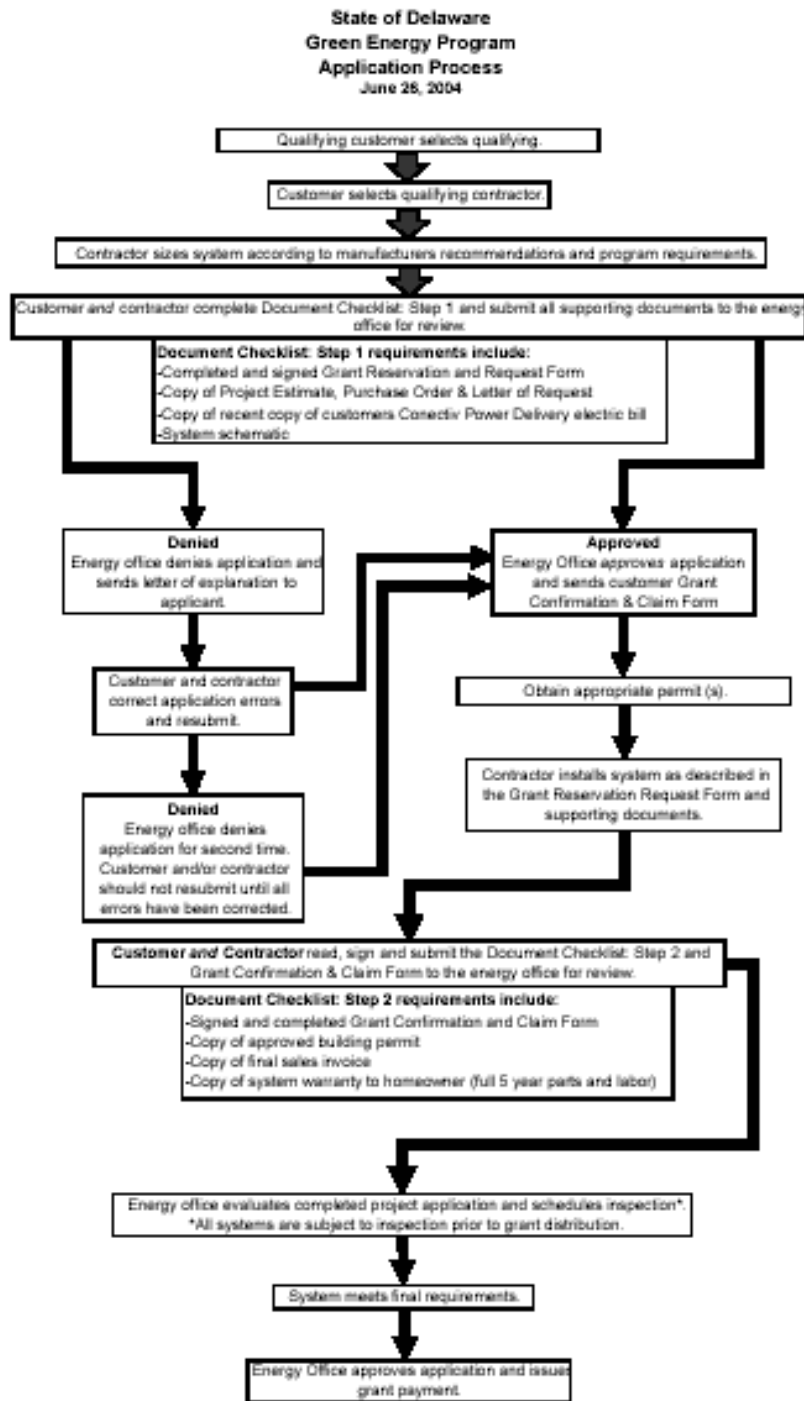 State of Delaware
Green Energy Program
Application Process
June 28, 2004
Qualifying customer selects qualifying.
Customer selects qualifying contractor.
Contractor sizes system according to manufacturers recommendations and program requirements.
Customer and contractor complete Document Checklist: Step 1 and submit all supporting documents to the energy
office for review.
Document Checklist: Step 1 requirements include:
-Completed and signed Grant Reservation and Request Form
-Copy of Project Estimate, Purchase Order & Letter of Request
-Copy of recent copy of customers Conectiv Power Delivery electric bill
-System schematic
Denied
Energy office denies application and
sends letter of explanation to
applicant.
Approved
Energy Office approves application
and sends customer Grant
Confirmation & Claim Form
Customer and contractor
correct application errors
and resubmit.
Obtain appropriate permit (s).
Contractor installs system as described in
the Grant Reservation Request Form and
supporting documents.
Denied
Energy office denies
application for second time.
Customer and/or contractor
should not resubmit until all
errors have been corrected.
Customer and Contractor read, sign and submit the Document Checklist: Step 2 and
Grant Confirmation & Claim Form to the energy office for review.
Document Checklist: Step 2 requirements include:
-Signed and completed Grant Confirmation and Claim Form
-Copy of approved building permit
-Copy of final sales invoice
-Copy of system warranty to homeowner (full 5 year parts and labor)
Energy office evaluates completed project application and schedules inspection*.
*All systems are subject to inspection prior to grant distribution.
System meets final requirements.
Energy Office approves application and issues
grant payment.